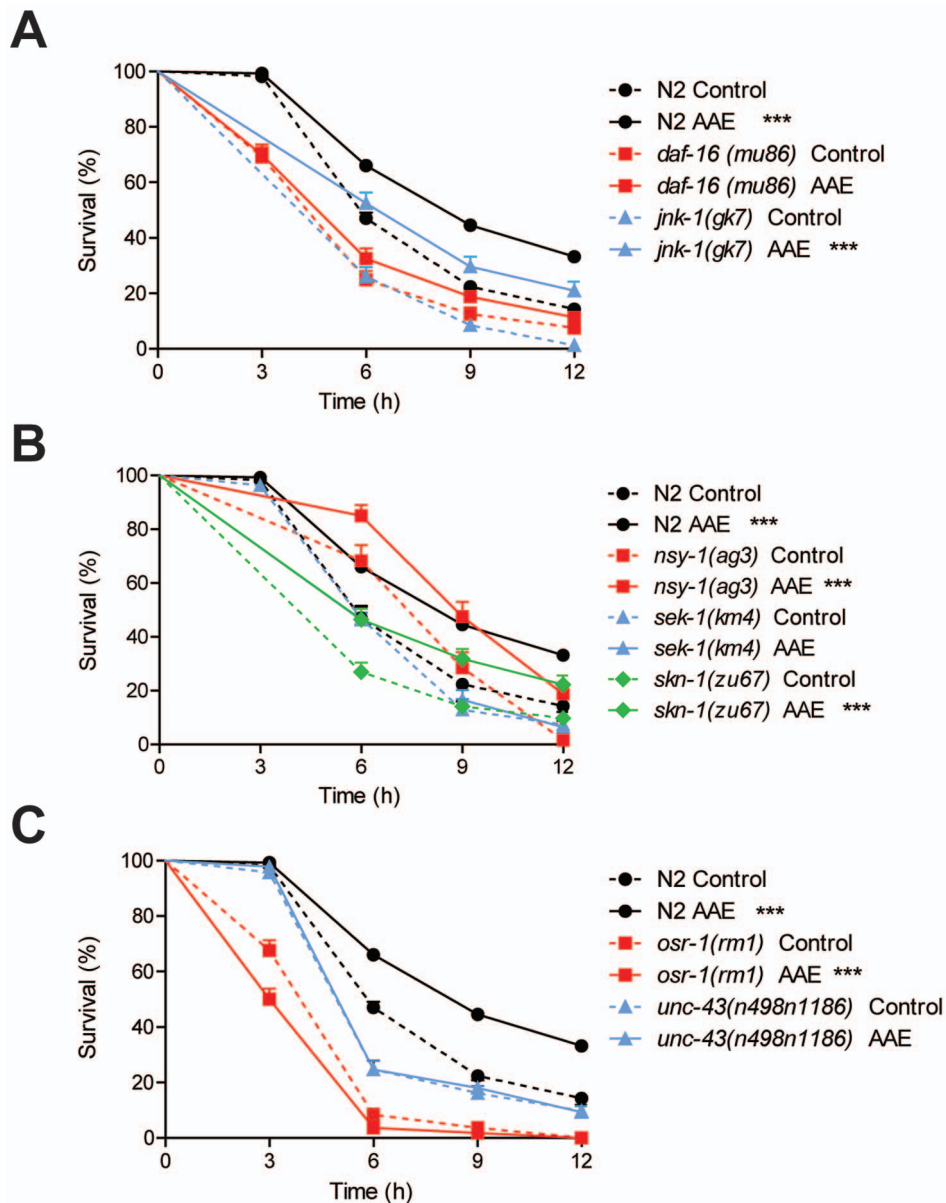 A
Survival (%)
100
80
60
40
20
0
0 3 6 9 12
Time (h)
N2 Control
N2 AAE ***
daf-16 (mu86) Control
daf-16 (mu86) AAE
jnk-1(gk7) Control
jnk-1(gk7) AAE ***
B
Survival (%)
100
80
60
40
20
0
0 3 6 9 12
Time (h)
N2 Control
N2 AAE ***
nsy-1(ag3) Control
nsy-1(ag3) AAE ***
sek-1(km4) Control
sek-1(km4) AAE
skn-1(zu67) Control
skn-1(zu67) AAE ***
C
Survival (%)
100
80
60
40
20
0
0 3 6 9 12
Time (h)
N2 Control
N2 AAE ***
osr-1(rm1) Control
osr-1(rm1) AAE ***
unc-43(n498n1186) Control
unc-43(n498n1186) AAE